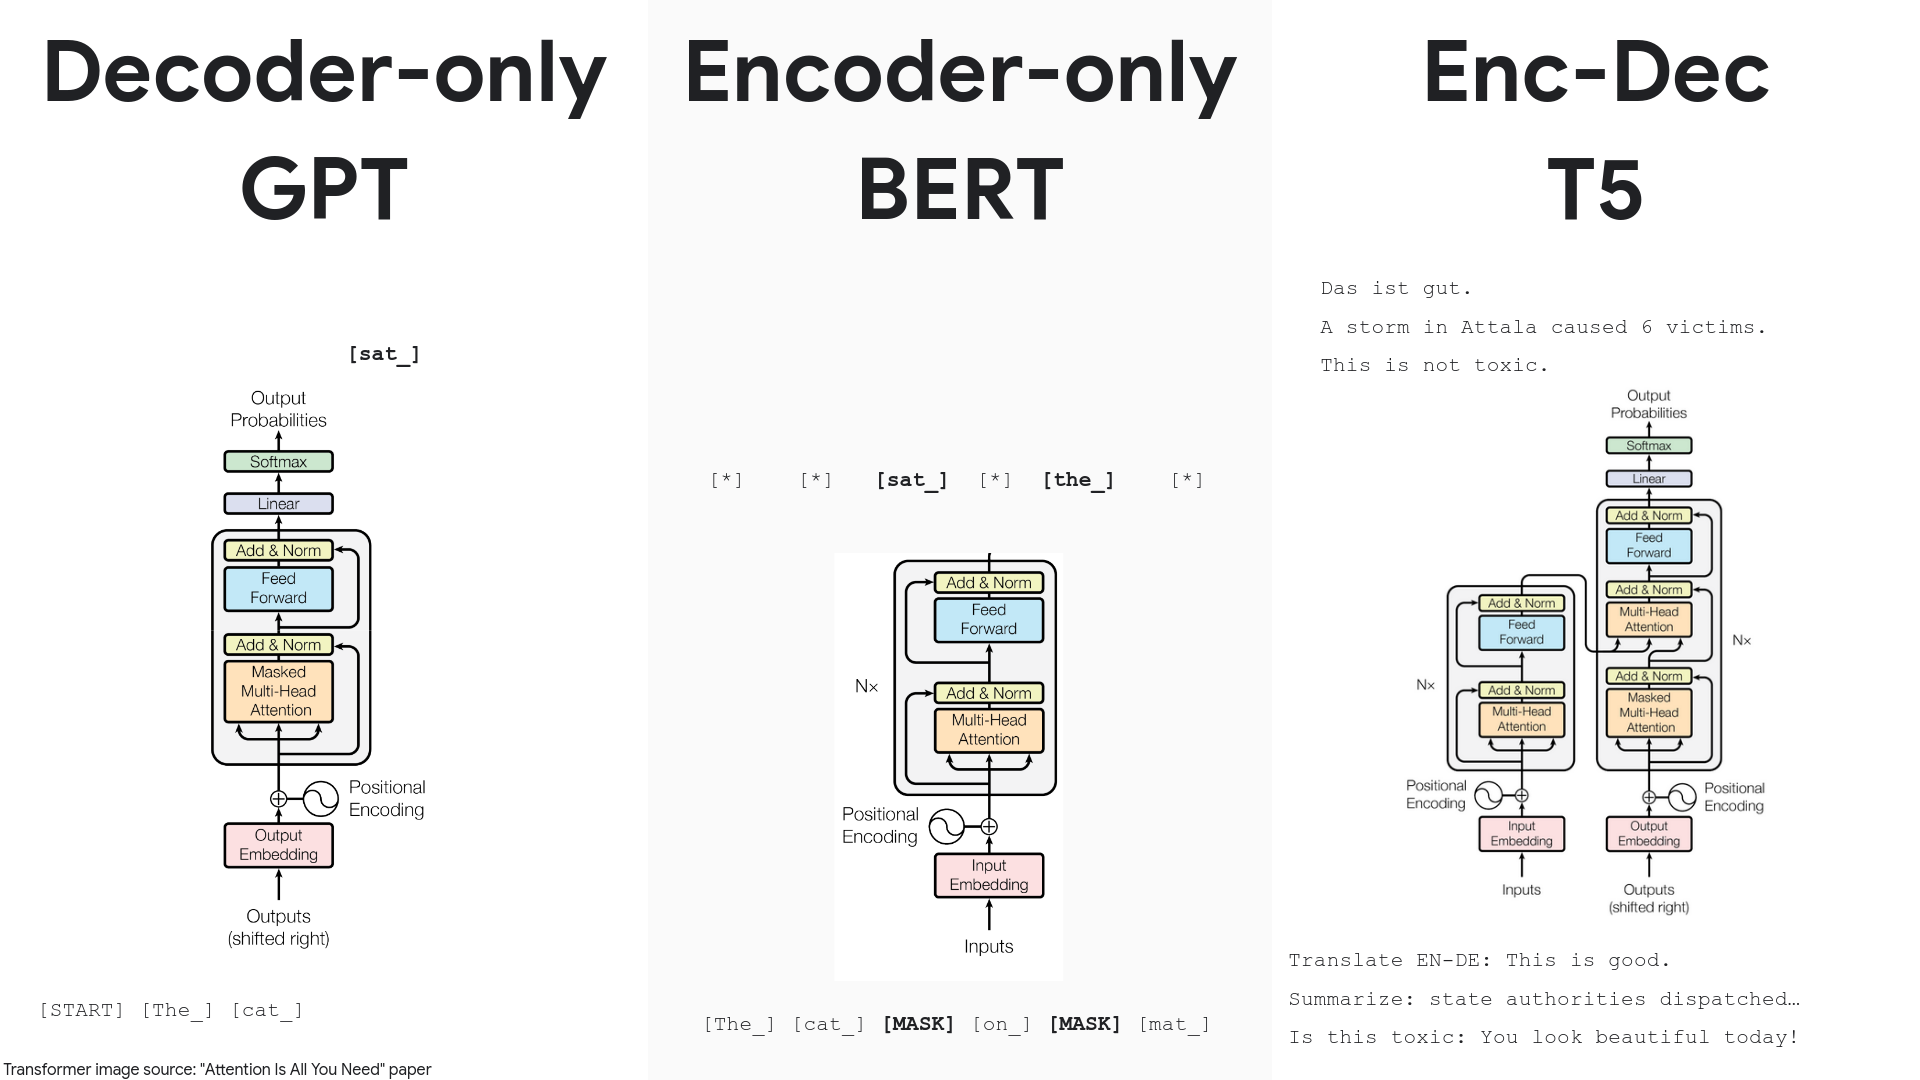 Decoder-only
GPT
[sat_]
Output
Probabilities
Softmax
Linear
Add & Norm
Feed
Forward
Add & Norm
Masked
Multi-Head
Attention
Positional
Encoding
Output
Embedding
Outputs
(shifted right)
[START] [The_] [cat_]
Transformer image source: "Attention Is All You Need" paper
Encoder-only
BERT
[*] [*] [sat_] [*] [the_] [*]
Add & Norm
Feed
Forward
Nx
Add & Norm
Multi-Head
Attention
Positional
Encoding
Input
Embedding
Inputs
[The_] [cat_] [MASK] [on_] [MASK] [mat_]
Enc-Dec
T5
Das ist gut.
A storm in Attala caused 6 victims.
This is not toxic.
Output
Probabilities
Softmax
Linear
Add & Norm
Feed
Forward
Add & Norm
Multi-Head
Attention
Nx
Add & Norm
Masked
Multi-Head
Attention
Positional
Encoding
Output
Embedding
Outputs
(shifted right)
Add & Norm
Feed
Forward
Nx
Add & Norm
Multi-Head
Attention
Positional
Encoding
Input
Embedding
Inputs
Translate EN-DE: This is good.
Summarize: state authorities dispatched…
Is this toxic: You look beautiful today!